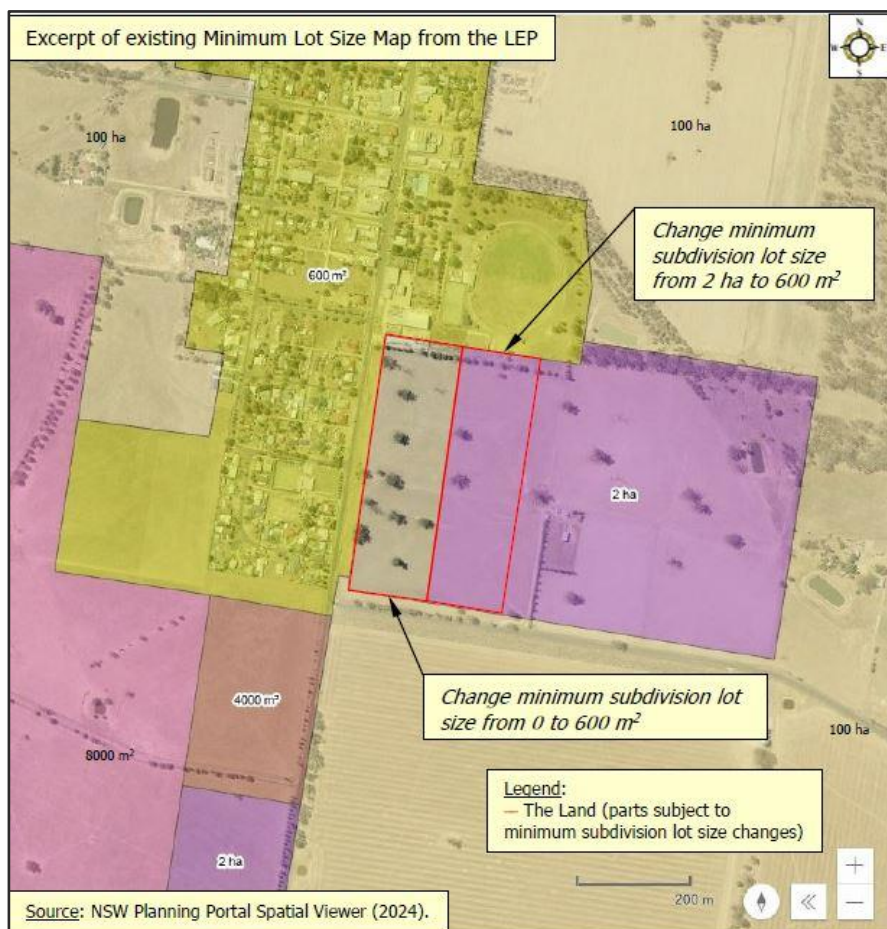 Excerpt of existing Minimum Lot Size Map from the LEP
W
E
100 ha
100 ha
Change minimum
subdivision lot size
from 2 ha to 600 m²
600 m²
2 ha
4000 m²
Change minimum subdivision lot
size from 0 to 600 m²
8000 m²
100 ha
Legend:
– The Land (parts subject to
minimum subdivision lot size changes)
2 ha
200 m
Source: NSW Planning Portal Spatial Viewer (2024).